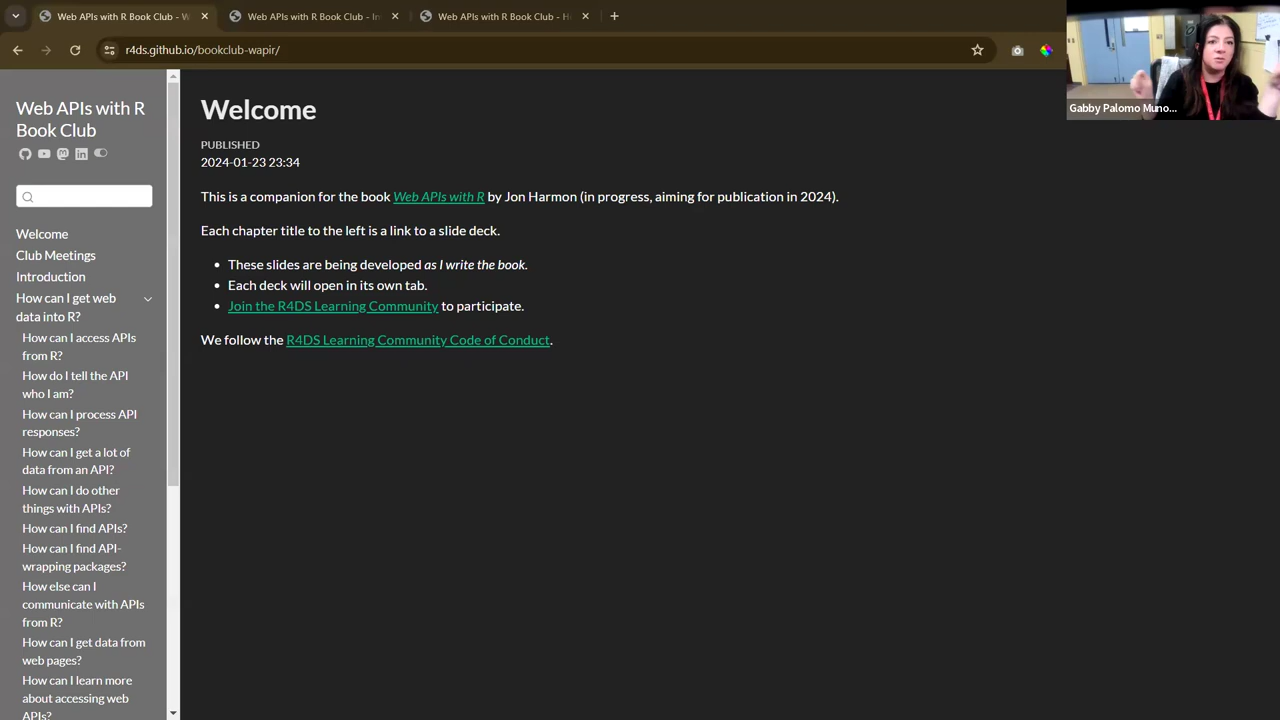 Web APIs with R Book Club - W
Web APIs with R Book Club - In
Web APIs with R Book Club - H
r4ds.github.io/bookclub-wapir/
Gabby Palomo Muno...
Web APIs with R
Book Club
Welcome
Club Meetings
Introduction
How can I get web
data into R?
How can I access APIs
from R?
How do I tell the API
who I am?
How can I process API
responses?
How can I get a lot of
data from an API?
How can I do other
things with APIs?
How can I find APIs?
How can I find API-
wrapping packages?
How else can I
communicate with APIs
from R?
How can I get data from
web pages?
How can I learn more
about accessing web
APIs?
Welcome
PUBLISHED
2024-01-23 23:34
This is a companion for the book Web APIs with R by Jon Harmon (in progress, aiming for publication in 2024).
Each chapter title to the left is a link to a slide deck.
• These slides are being developed as I write the book.
• Each deck will open in its own tab.
• Join the R4DS Learning Community to participate.
We follow the R4DS Learning Community Code of Conduct.